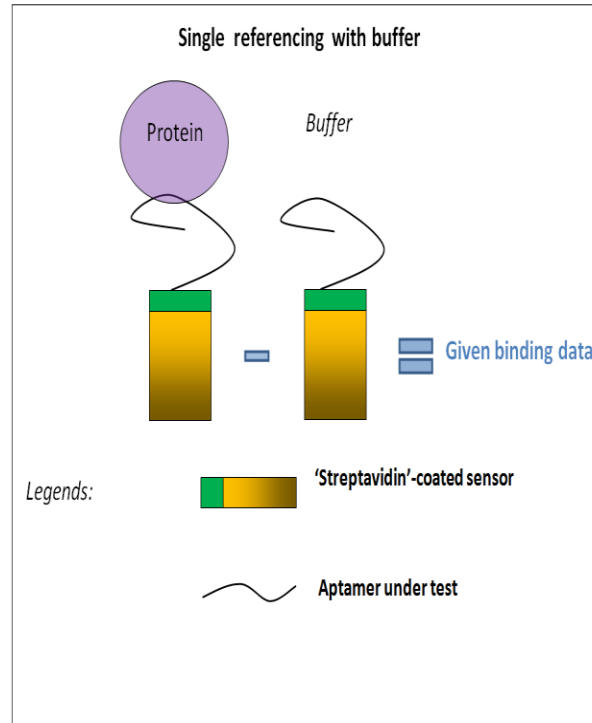 Single referencing with buffer
Protein
Buffer
Given binding data
Legends:
‘Streptavidin’-coated sensor
Aptamer under test